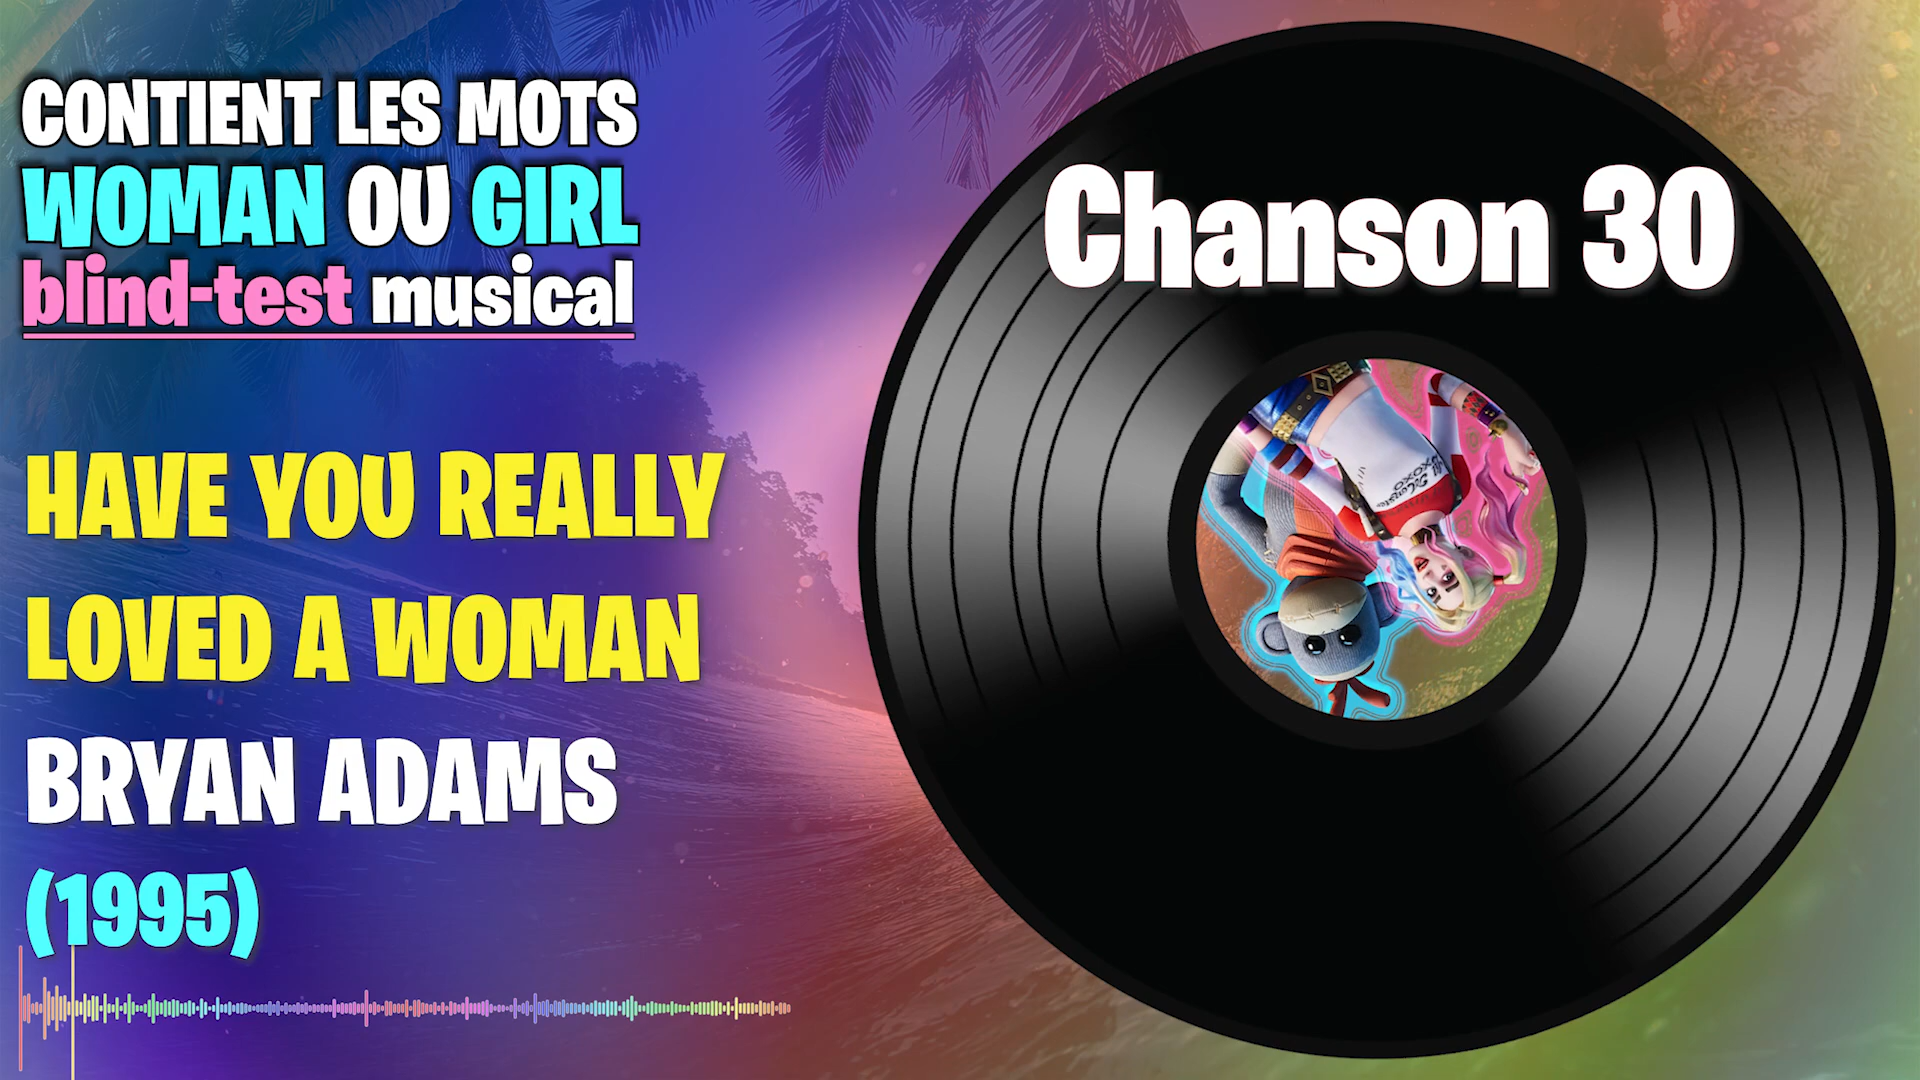 CONTIENT LES MOTS
WOMAN OU GIRL
blind-test musical
HAVE YOU REALLY
LOVED A WOMAN
BRYAN ADAMS
(1995)
Chanson 30